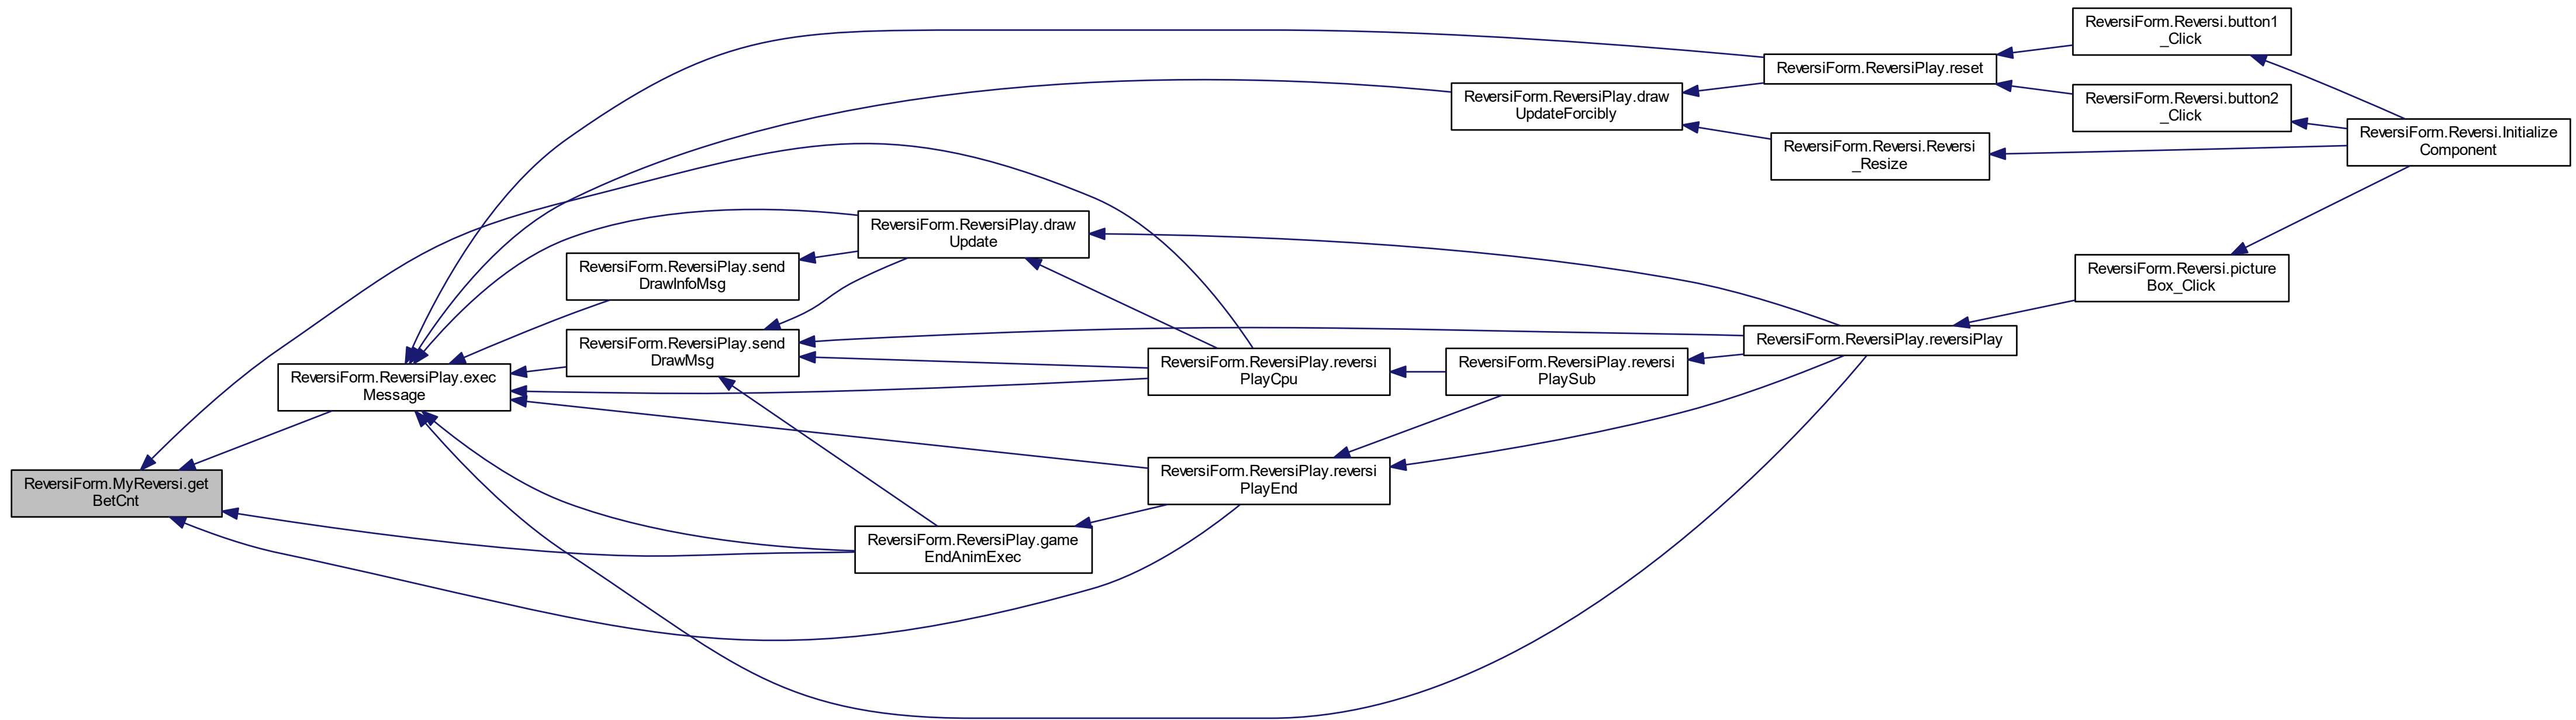 ReversiForm.MyReversi.get
BetCnt
ReversiForm.ReversiPlay.exec
Message
ReversiForm.ReversiPlay.send
DrawInfoMsg
ReversiForm.ReversiPlay.send
DrawMsg
ReversiForm.ReversiPlay.draw
Update
ReversiForm.ReversiPlay.game
EndAnimExec
ReversiForm.ReversiPlay.reversi
PlayCpu
ReversiForm.ReversiPlay.reversi
PlayEnd
ReversiForm.ReversiPlay.draw
UpdateForcibly
ReversiForm.ReversiPlay.reversi
PlaySub
ReversiForm.ReversiPlay.reset
ReversiForm.Reversi.Reversi
_Resize
ReversiForm.ReversiPlay.reversiPlay
ReversiForm.Reversi.button1
_Click
ReversiForm.Reversi.button2
_Click
ReversiForm.Reversi.picture
Box_Click
ReversiForm.Reversi.Initialize
Component